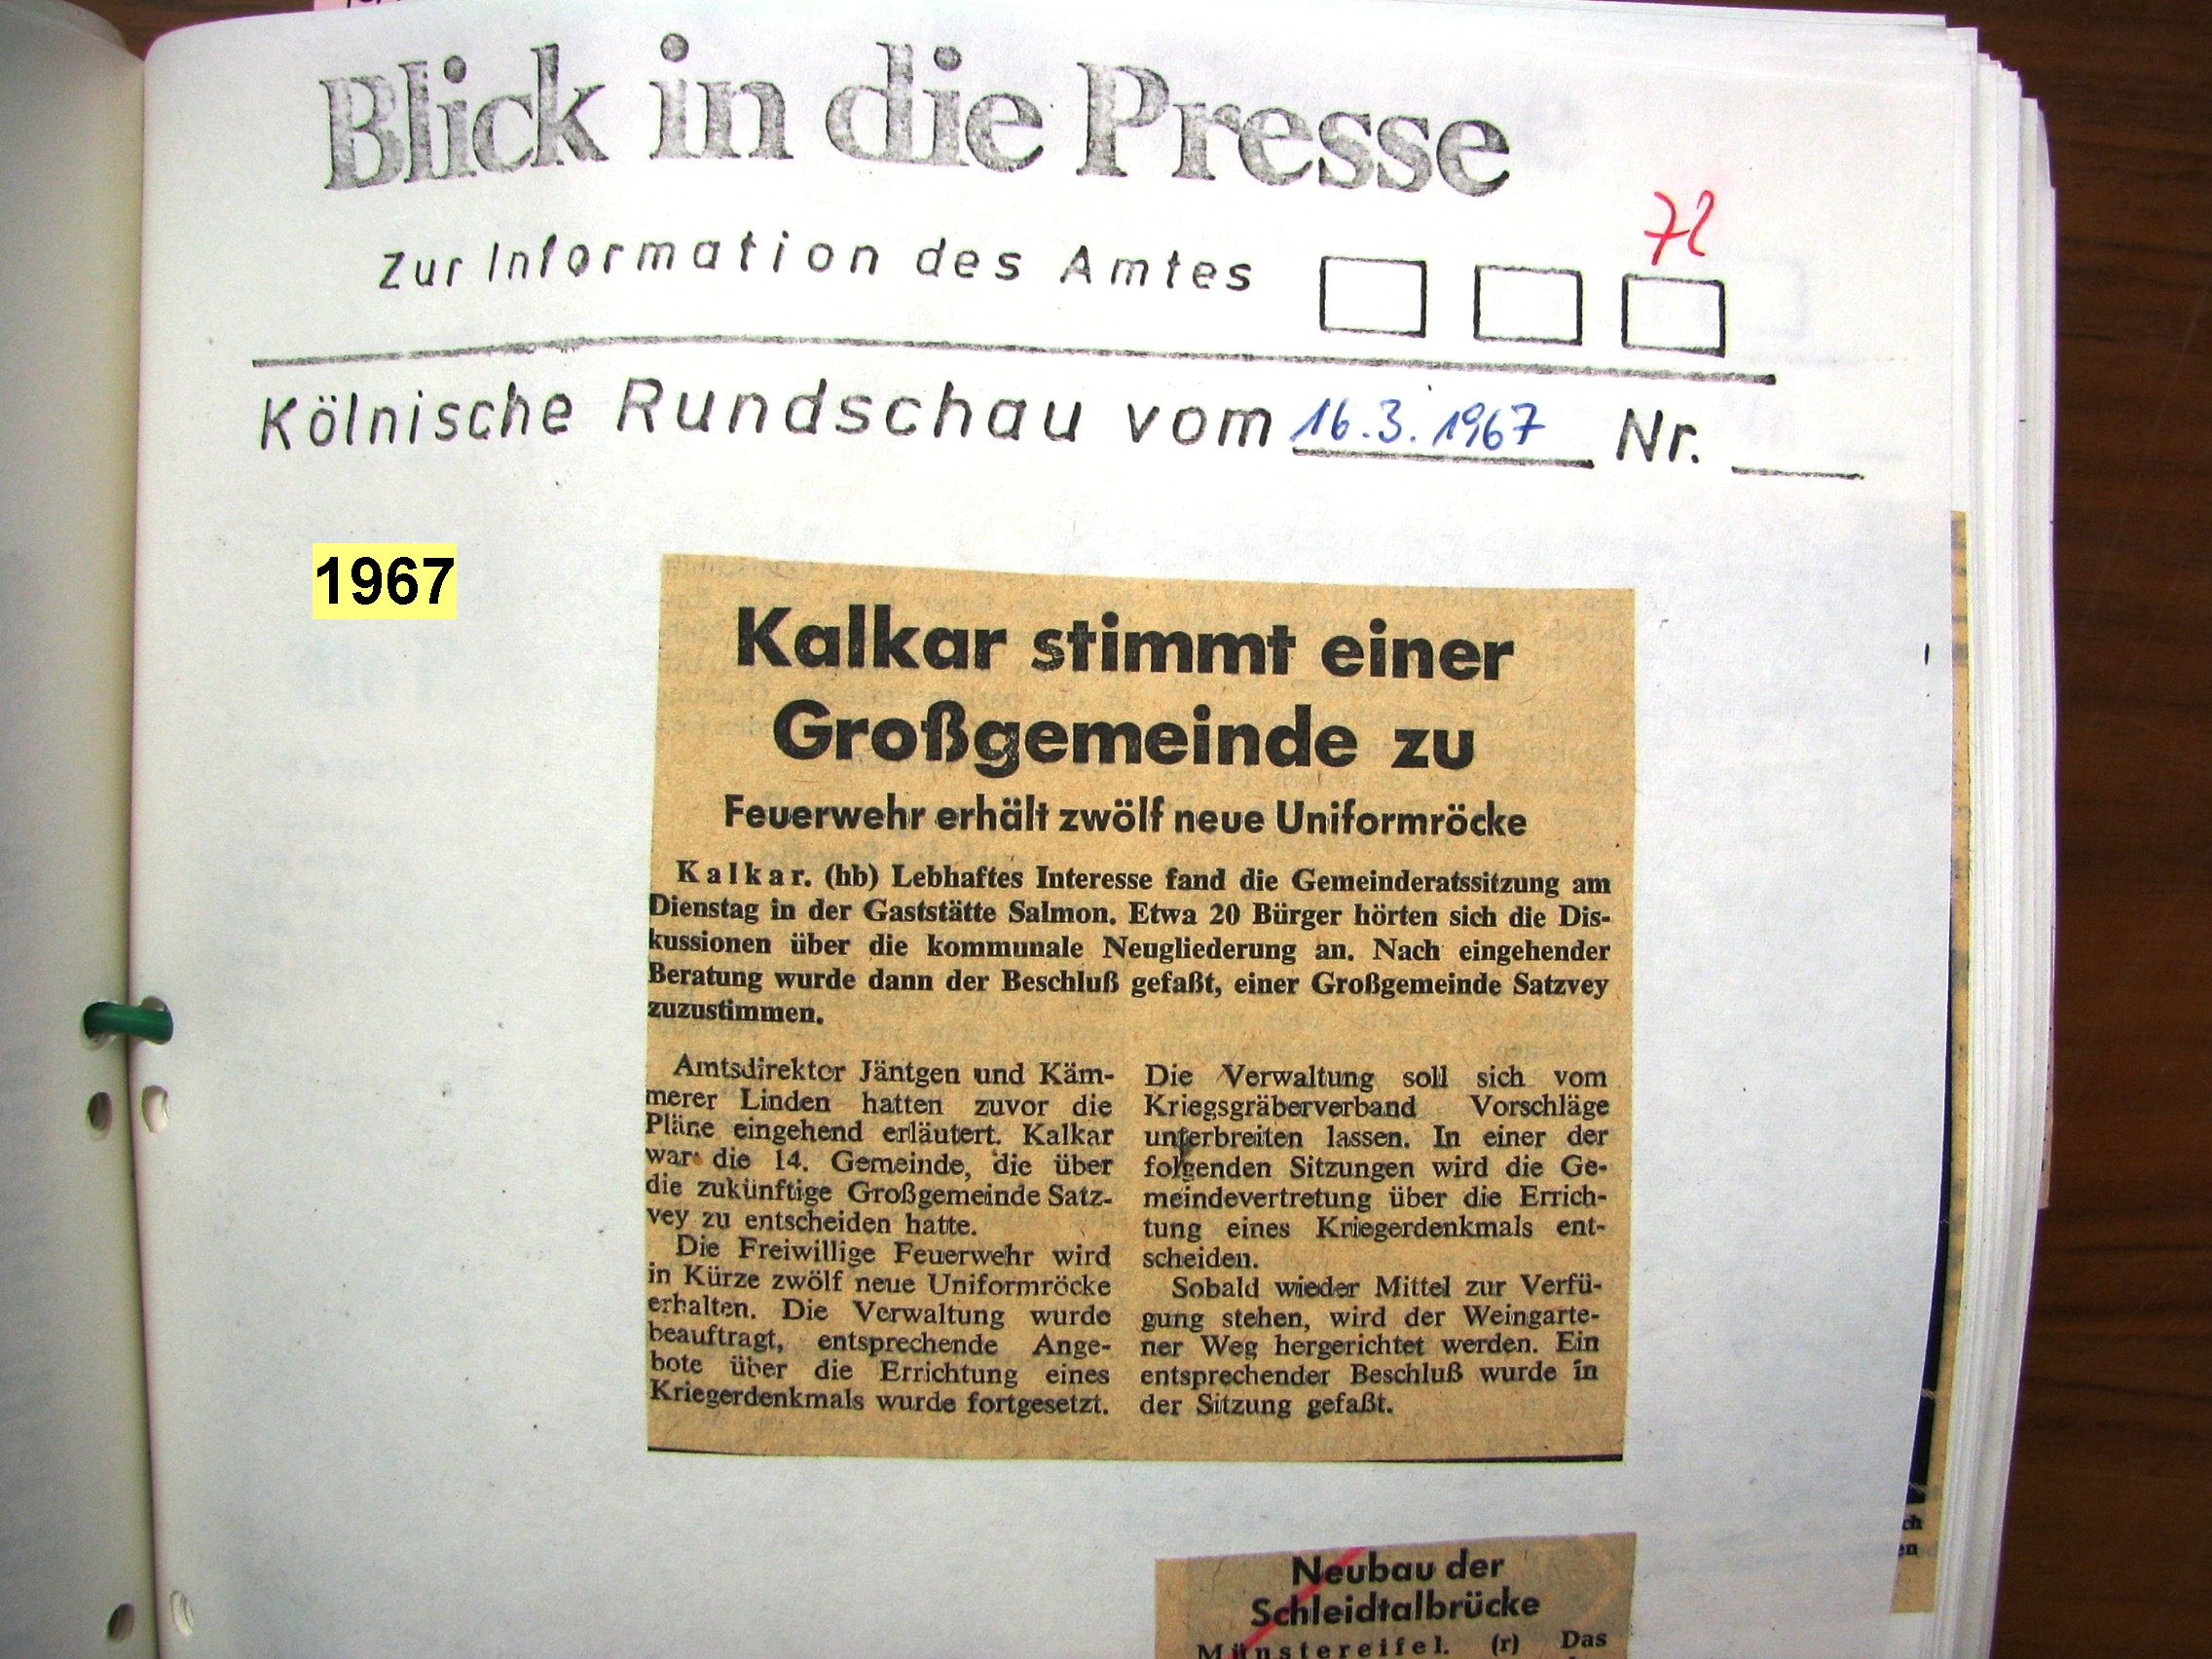 Blick in die Presse
Zur Information des Amtes
72
Kölnische Rundschau vom 16.3.1967 Nr.
1967
Kalkar stimmt einer
Großgemeinde zu
Feuerwehr erhält zwölf neue Uniformröcke
Kalkar. (hb) Lebhaftes Interesse fand die Gemeinderatssitzung am
Dienstag in der Gaststätte Salmon. Etwa 20 Bürger hörten sich die Dis-
kussionen über die kommunale Neugliederung an. Nach eingehender
Beratung wurde dann der Beschluß gefaßt, einer Großgemeinde Satzvey
zuzustimmen.
Amtsdirektor Jäntgen und Käm-
merer Linden hatten zuvor die
Pläne eingehend erläutert. Kalkar
war die 14. Gemeinde, die über
die zukünftige Großgemeinde Satz-
vey zu entscheiden hatte.
Die Freiwillige Feuerwehr wird
in Kürze zwölf neue Uniformröcke
erhalten. Die Verwaltung wurde
beauftragt, entsprechende Ange-
bote über die Errichtung eines
Kriegerdenkmals wurde fortgesetzt.
Die Verwaltung soll sich vom
Kriegsgräberverband Vorschläge
unterbreiten lassen. In einer der
folgenden Sitzungen wird die Ge-
meindevertretung über die Errich-
tung eines Kriegerdenkmals ent-
scheiden.
Sobald wieder Mittel zur Verfü-
gung stehen, wird der Weingarte-
ner Weg hergerichtet werden. Ein
entsprechender Beschluß wurde in
der Sitzung gefaßt.
ch
en
Neubau der
Schleidtalbrücke
Münstereifel. (r) Das